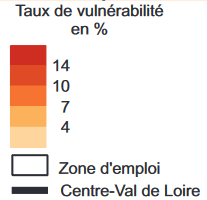 Taux de vulnérabilité
en %
14
10
7
4
Zone d'emploi
Centre-Val de Loire